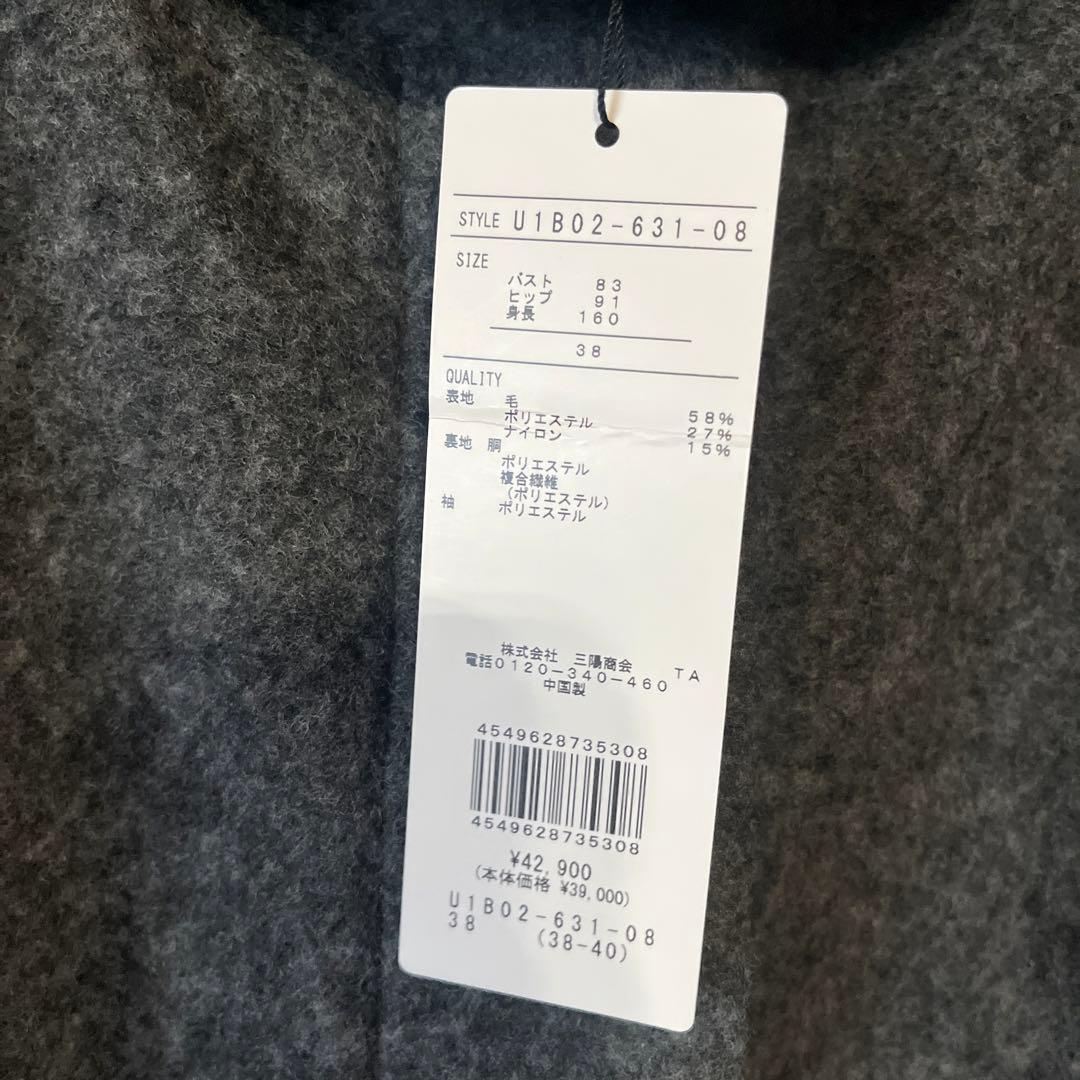 STYLE U1B02-631-08
SIZE
バスト 83
ヒップ 91
身長 160
38
QUALITY
表地 毛 58%
ポリエステル 27%
ナイロン 15%
裏地 胴
ポリエステル
複合繊維
(ポリエステル)
袖 ポリエステル
株式会社 三陽商会 TA
電話0120-340-460
中国製
4549628735308
4549628735308
¥42,900
(本体価格 ¥39,000)
U1B02-631-08
38 (38-40)